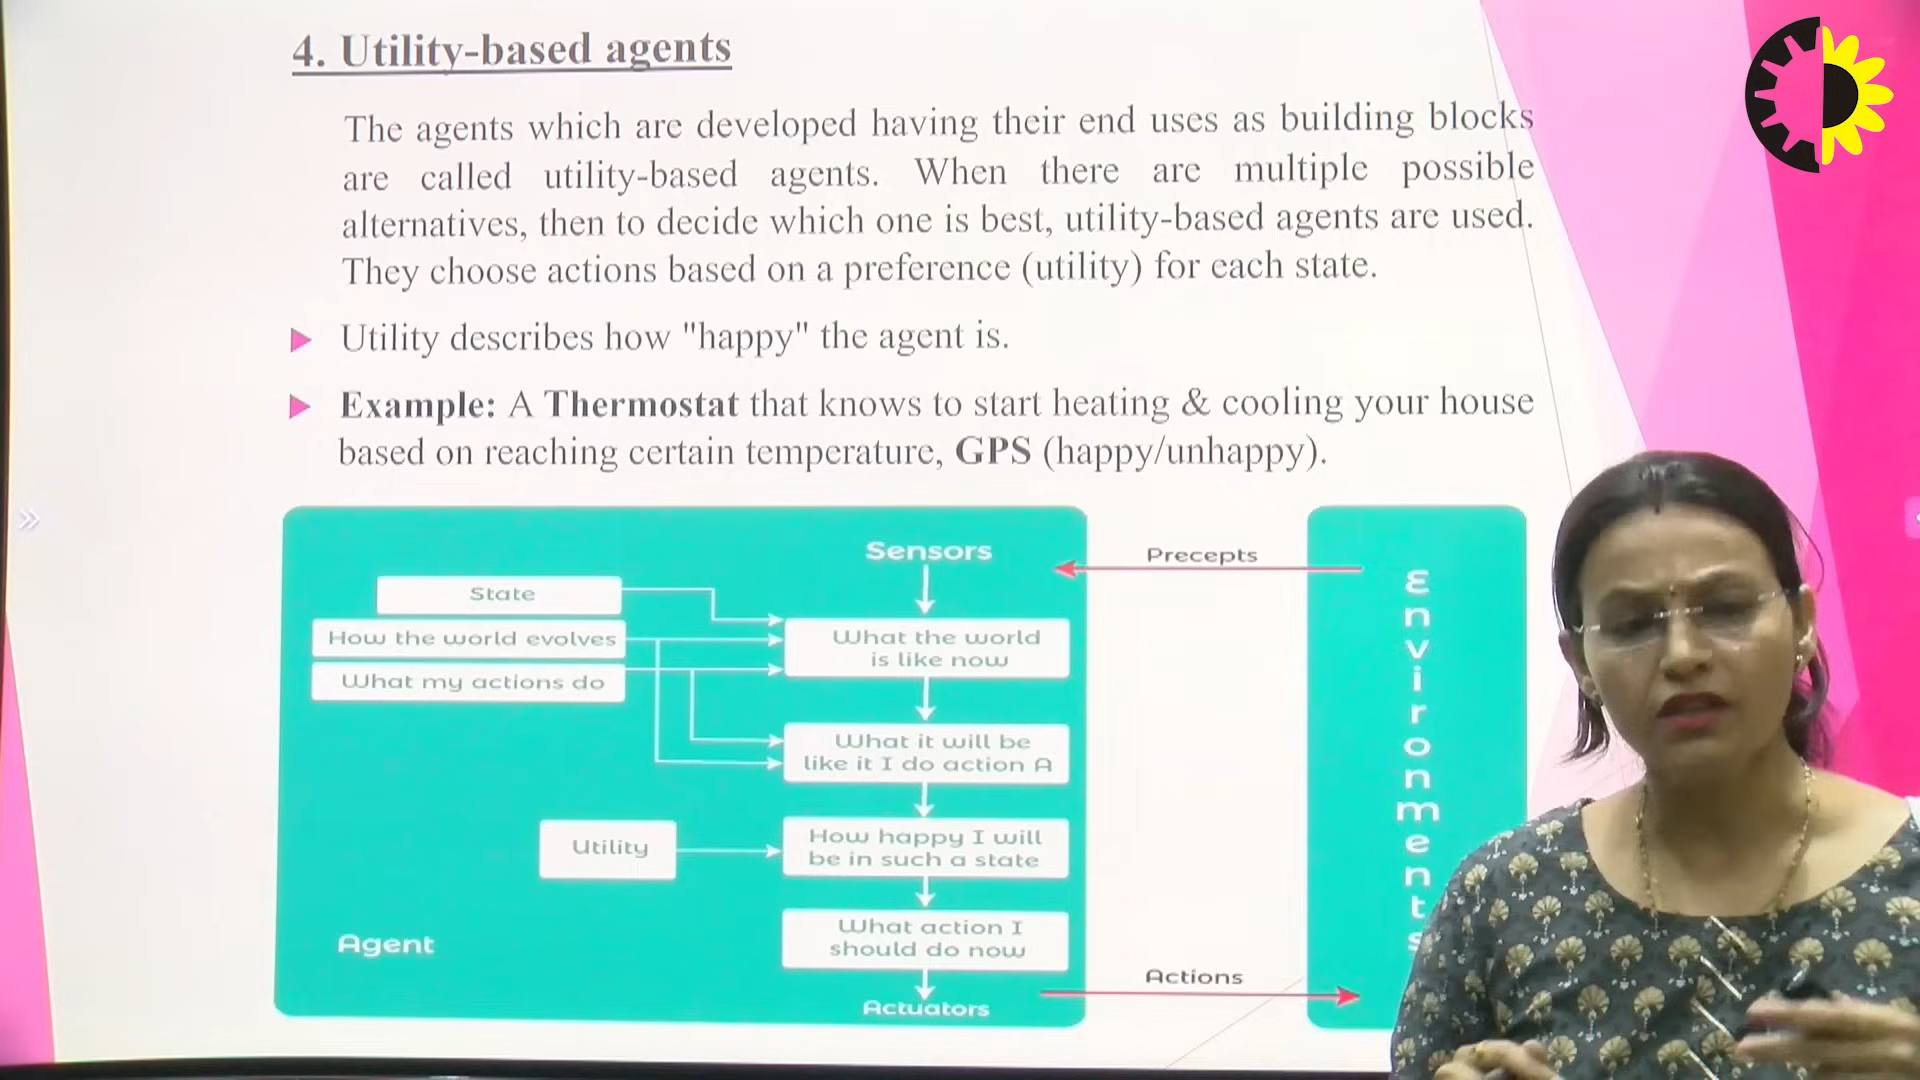 4. Utility-based agents
The agents which are developed having their end uses as building blocks
are called utility-based agents. When there are multiple possible
alternatives, then to decide which one is best, utility-based agents are used.
They choose actions based on a preference (utility) for each state.
Utility describes how "happy" the agent is.
Example: A Thermostat that knows to start heating & cooling your house
based on reaching certain temperature, GPS (happy/unhappy).
Sensors
Precepts
State
How the world evolves
What my actions do
What the world
is like now
What it will be
like it I do action A
Utility
How happy I will
be in such a state
What action I
should do now
Agent
Actuators
Actions
Environments